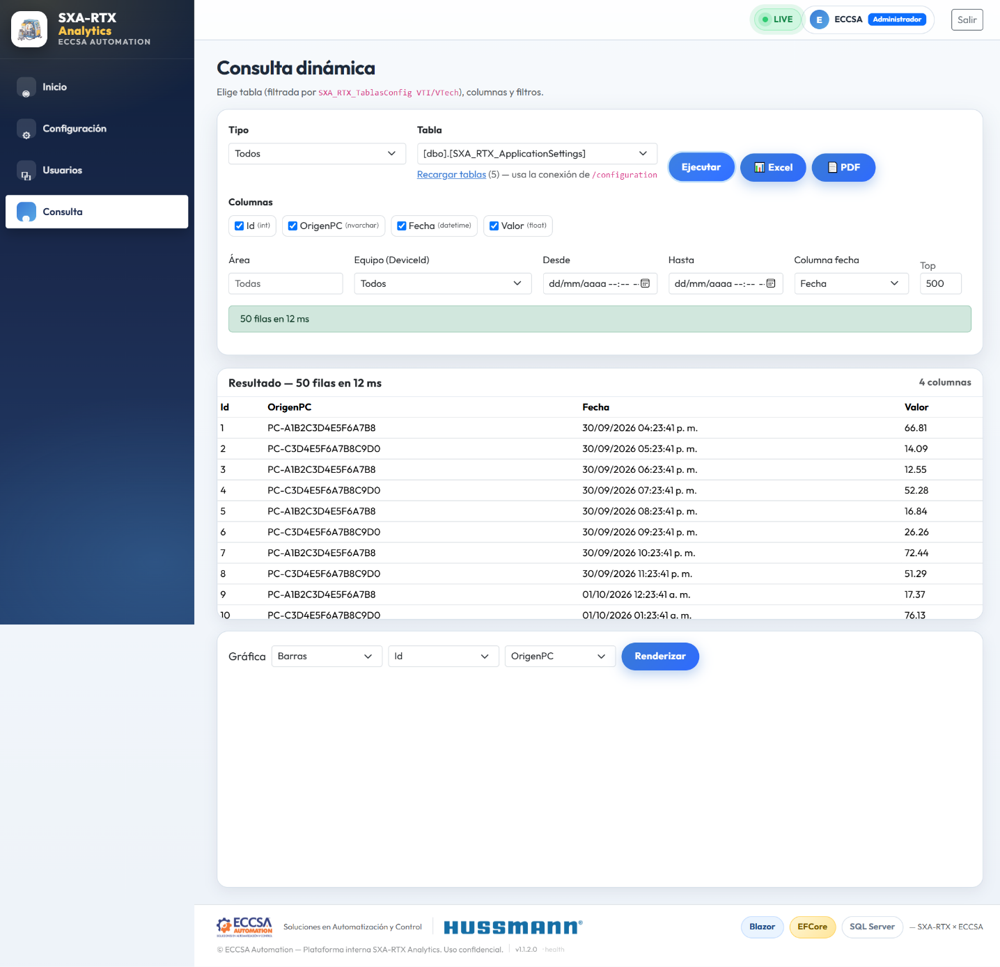 SXA-RTX
Analytics
ECCSA AUTOMATION
Inicio
Configuración
Usuarios
Consulta
LIVE
E ECCSA Administrador
Salir
Consulta dinámica
Elige tabla (filtrada por SXA_RTX_TablasConfig VTI/VTech), columnas y filtros.
Tipo Tabla
Todos [dbo].[SXA_RTX_ApplicationSettings]
Ejecutar Excel PDF
Recargar tablas (5) — usa la conexión de /configuration
Columnas
Id (int) OrigenPC (nvarchar) Fecha (datetime) Valor (float)
Área Equipo (DeviceId) Desde Hasta Columna fecha Top
Todas Todos dd/mm/aaaa --:-- -- dd/mm/aaaa --:-- -- Fecha 500
50 filas en 12 ms
Resultado — 50 filas en 12 ms 4 columnas
Id OrigenPC Fecha Valor
1 PC-A1B2C3D4E5F6A7B8 30/09/2026 04:23:41 p. m. 66.81
2 PC-C3D4E5F6A7B8C9D0 30/09/2026 05:23:41 p. m. 14.09
3 PC-A1B2C3D4E5F6A7B8 30/09/2026 06:23:41 p. m. 12.55
4 PC-C3D4E5F6A7B8C9D0 30/09/2026 07:23:41 p. m. 52.28
5 PC-A1B2C3D4E5F6A7B8 30/09/2026 08:23:41 p. m. 16.84
6 PC-C3D4E5F6A7B8C9D0 30/09/2026 09:23:41 p. m. 26.26
7 PC-A1B2C3D4E5F6A7B8 30/09/2026 10:23:41 p. m. 72.44
8 PC-C3D4E5F6A7B8C9D0 30/09/2026 11:23:41 p. m. 51.29
9 PC-A1B2C3D4E5F6A7B8 01/10/2026 12:23:41 a. m. 17.37
10 PC-C3D4E5F6A7B8C9D0 01/10/2026 01:23:41 a. m. 76.13
Gráfica Barras Id OrigenPC Renderizar
ECCSA
AUTOMATION
SOLUCIONES EN AUTOMATIZACIÓN Y CONTROL
Soluciones en Automatización y Control
HUSSMANN®
Blazor EFCore SQL Server — SXA-RTX × ECCSA
© ECCSA Automation — Plataforma interna SXA-RTX Analytics. Uso confidencial. v1.1.2.0 · health